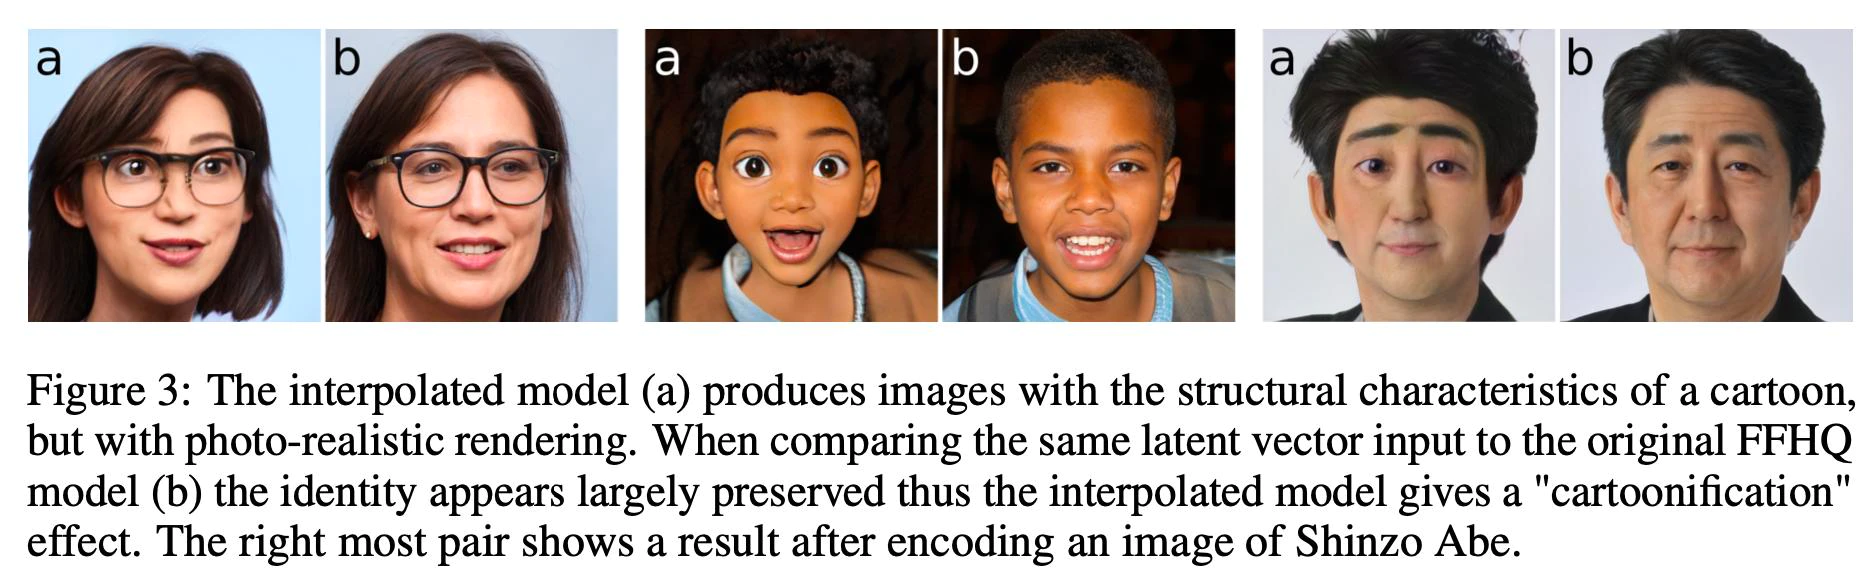 a b a b a b
Figure 3: The interpolated model (a) produces images with the structural characteristics of a cartoon,
but with photo-realistic rendering. When comparing the same latent vector input to the original FFHQ
model (b) the identity appears largely preserved thus the interpolated model gives a "cartoonification"
effect. The right most pair shows a result after encoding an image of Shinzo Abe.